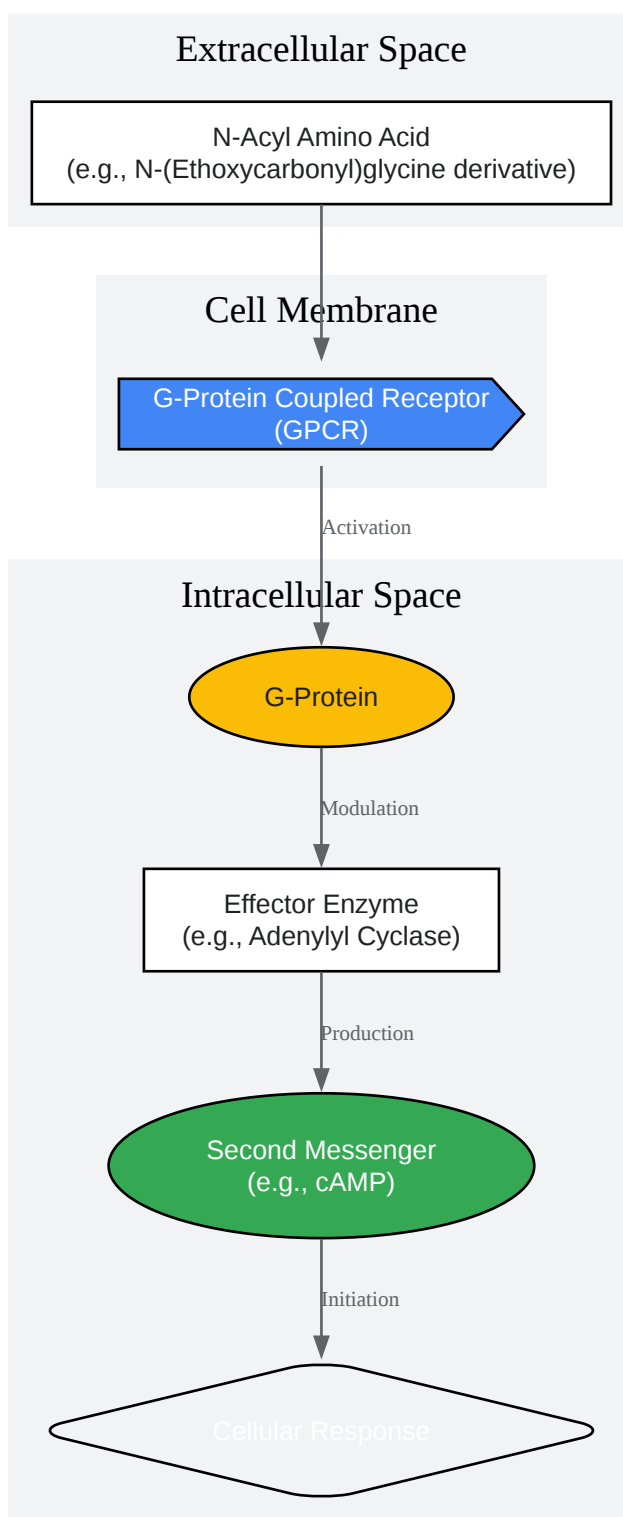 Extracellular Space
N-Acyl Amino Acid
(e.g., N-(Ethoxycarbonyl)glycine derivative)
Cell Membrane
G-Protein Coupled Receptor
(GPCR)
Activation
Intracellular Space
G-Protein
Modulation
Effector Enzyme
(e.g., Adenylyl Cyclase)
Production
Second Messenger
(e.g., cAMP)
Initiation
Cellular Response